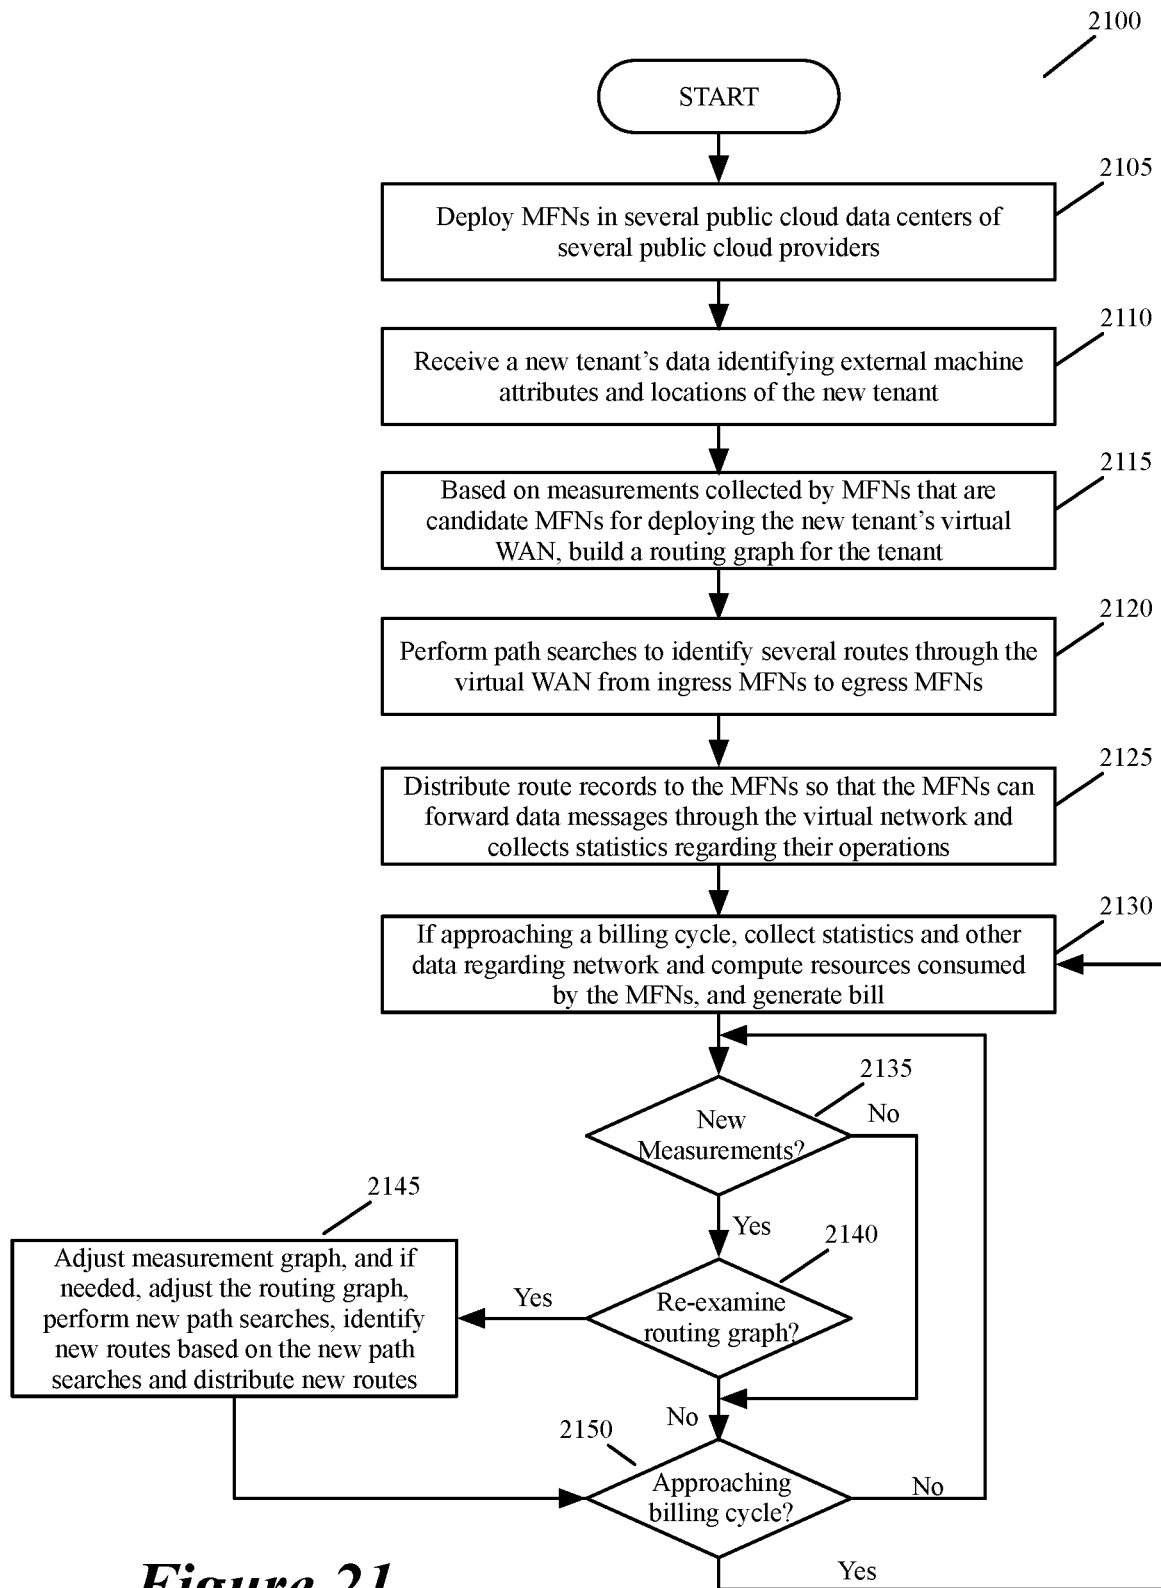 2100
START
2105
Deploy MFNs in several public cloud data centers of
several public cloud providers
2110
Receive a new tenant's data identifying external machine
attributes and locations of the new tenant
2115
Based on measurements collected by MFNs that are
candidate MFNs for deploying the new tenant's virtual
WAN, build a routing graph for the tenant
2120
Perform path searches to identify several routes through the
virtual WAN from ingress MFNs to egress MFNs
2125
Distribute route records to the MFNs so that the MFNs can
forward data messages through the virtual network and
collects statistics regarding their operations
2130
If approaching a billing cycle, collect statistics and other
data regarding network and compute resources consumed
by the MFNs, and generate bill
2135
New
Measurements?
No
Yes
2140
Re-examine
routing graph?
Yes
2145
Adjust measurement graph, and if
needed, adjust the routing graph,
perform new path searches, identify
new routes based on the new path
searches and distribute new routes
No
2150
Approaching
billing cycle?
No
Yes
Figure 21